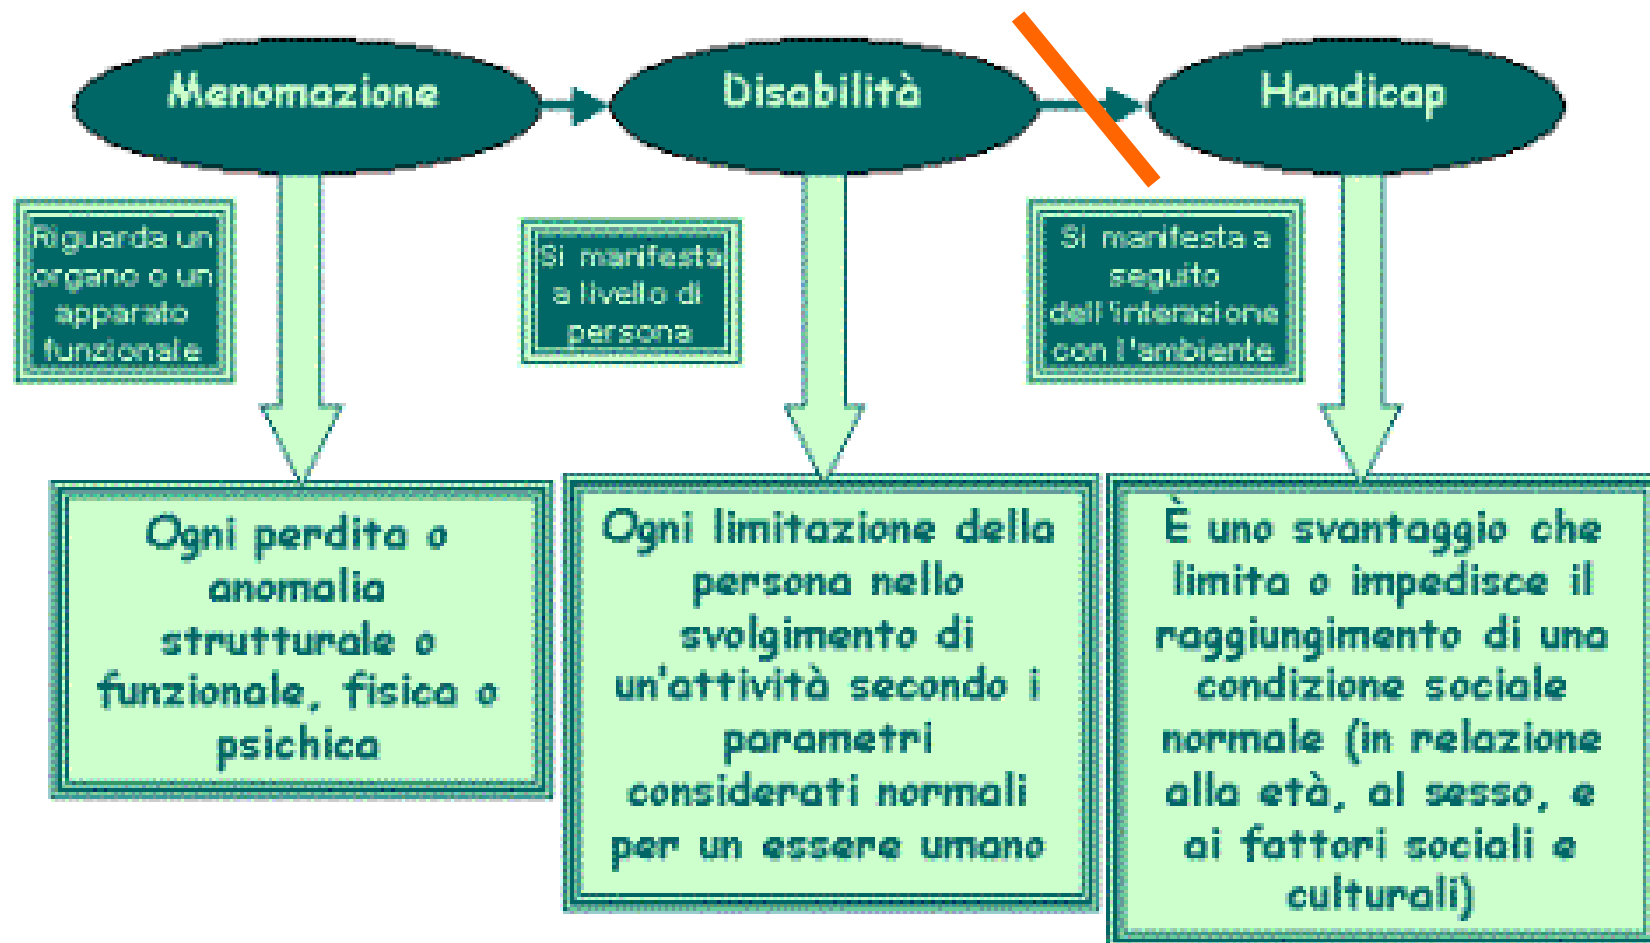 Menomazione
Disabilità
Handicap
Riguarda un
organo o un
apparato
funzionale
Si manifesta
a livello di
persona
Si manifesta a
seguito
dell'interazione
con l'ambiente
Ogni perdita o
anomalia
strutturale o
funzionale, fisica o
psichica
Ogni limitazione della
persona nello
svolgimento di
un'attività secondo i
parametri
considerati normali
per un essere umano
È uno svantaggio che
limita o impedisce il
raggiungimento di una
condizione sociale
normale (in relazione
alla età, al sesso, e
ai fattori sociali e
culturali)